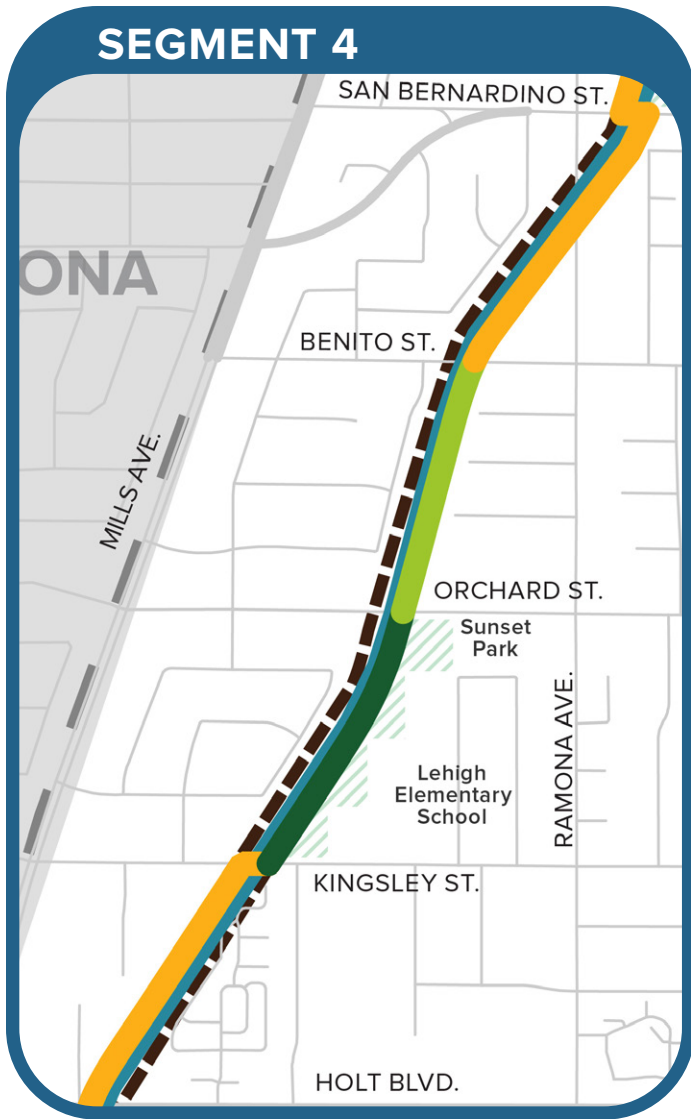 SEGMENT 4
SAN BERNARDINO ST.
ONA
BENITO ST.
MILLS AVE.
ORCHARD ST.
Sunset
Park
RAMONA AVE.
Lehigh
Elementary
School
KINGSLEY ST.
HOLT BLVD.